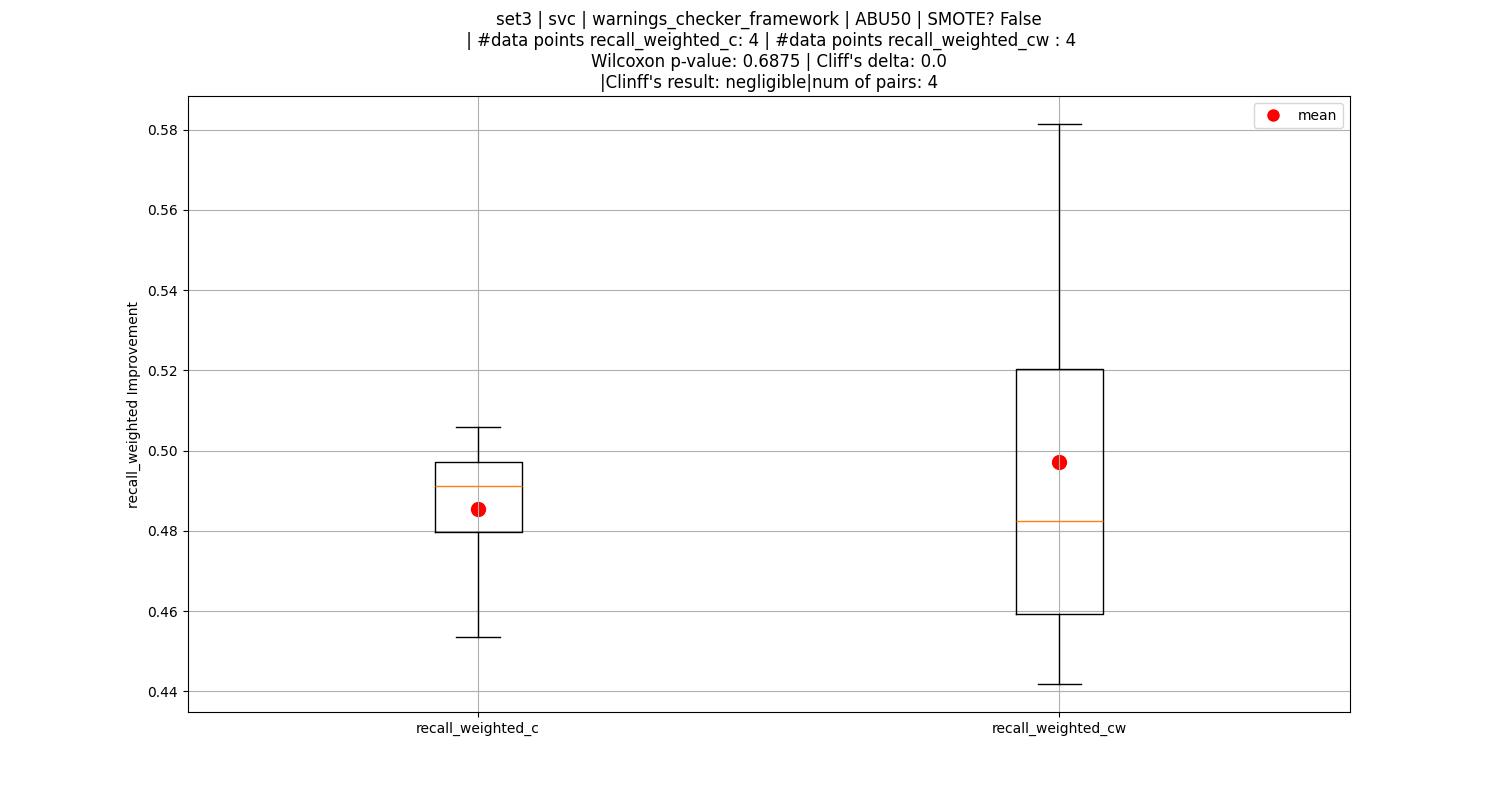 set3 | svc | warnings_checker_framework | ABU50 | SMOTE? False
| #data points recall_weighted_c: 4 | #data points recall_weighted_cw : 4
Wilcoxon p-value: 0.6875 | Cliff's delta: 0.0
|Clinff's result: negligible|num of pairs: 4
mean
recall_weighted Improvement
0.58
0.56
0.54
0.52
0.50
0.48
0.46
0.44
recall_weighted_c
recall_weighted_cw